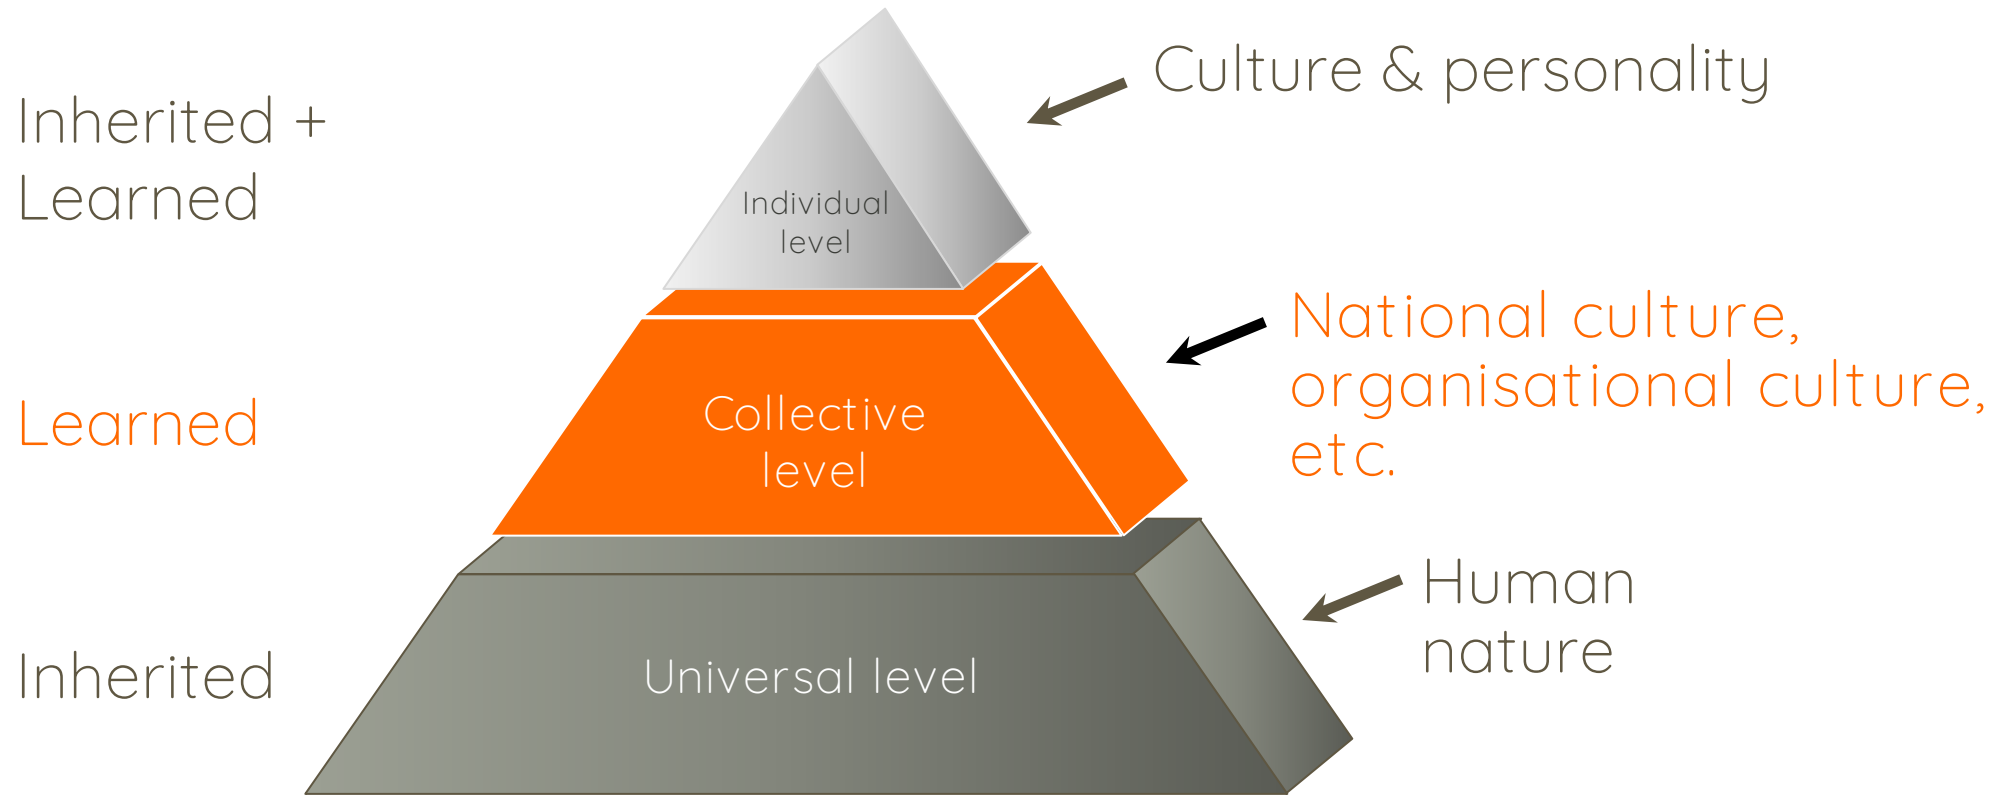 Culture & personality
Inherited +
Learned
Individual
level
National culture,
organisational culture,
etc.
Learned
Collective
level
Human
nature
Inherited
Universal level